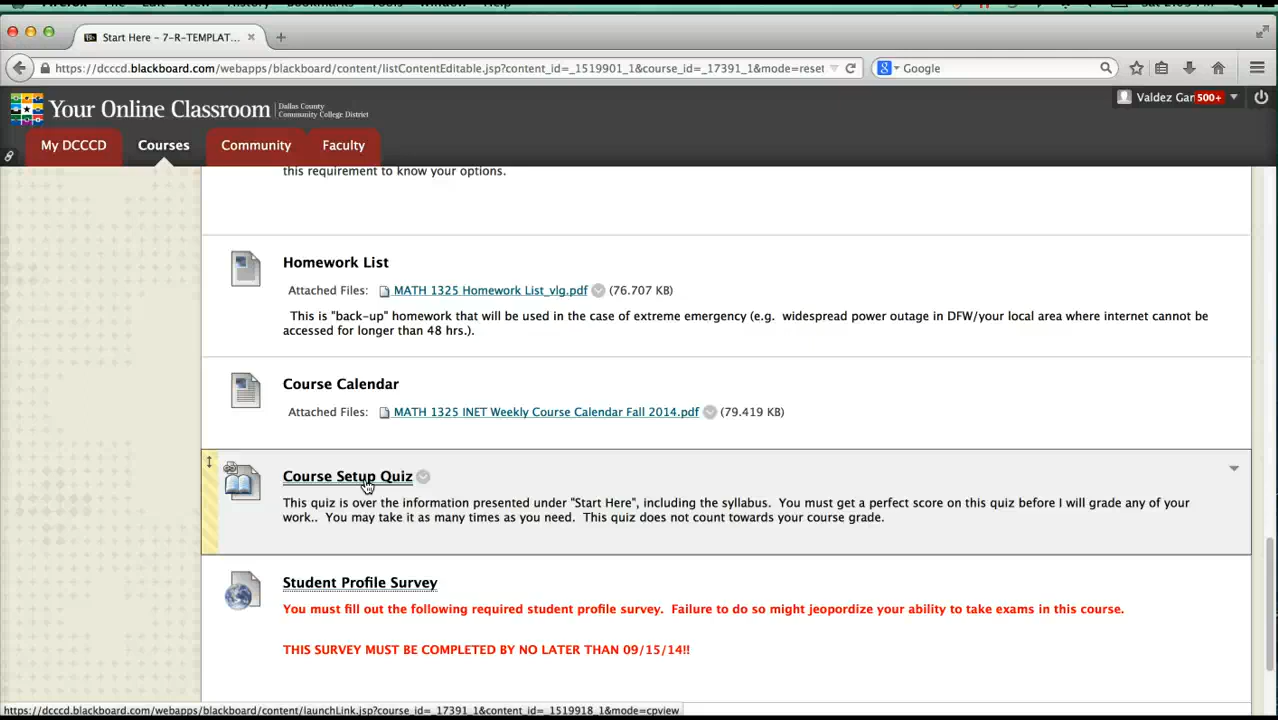 Start Here – 7-R-TEMPLAT...
https://dcccd.blackboard.com/webapps/blackboard/content/listContentEditable.jsp?content_id=_1519901_1&course_id=_17391_1&mode=reset
Google
Your Online Classroom
Dallas County
Community College District
Valdez Gar
500+
My DCCCD
Courses
Community
Faculty
this requirement to know your options.
Homework List
Attached Files: MATH 1325 Homework List_vlg.pdf (76.707 KB)
This is "back-up" homework that will be used in the case of extreme emergency (e.g. widespread power outage in DFW/your local area where internet cannot be
accessed for longer than 48 hrs.).
Course Calendar
Attached Files: MATH 1325 INET Weekly Course Calendar Fall 2014.pdf (79.419 KB)
Course Setup Quiz
This quiz is over the information presented under "Start Here", including the syllabus. You must get a perfect score on this quiz before I will grade any of your
work.. You may take it as many times as you need. This quiz does not count towards your course grade.
Student Profile Survey
You must fill out the following required student profile survey. Failure to do so might jeopordize your ability to take exams in this course.
THIS SURVEY MUST BE COMPLETED BY NO LATER THAN 09/15/14!!
https://dcccd.blackboard.com/webapps/blackboard/content/launchLink.jsp?course_id=_17391_1&content_id=_1519918_1&mode=cpview